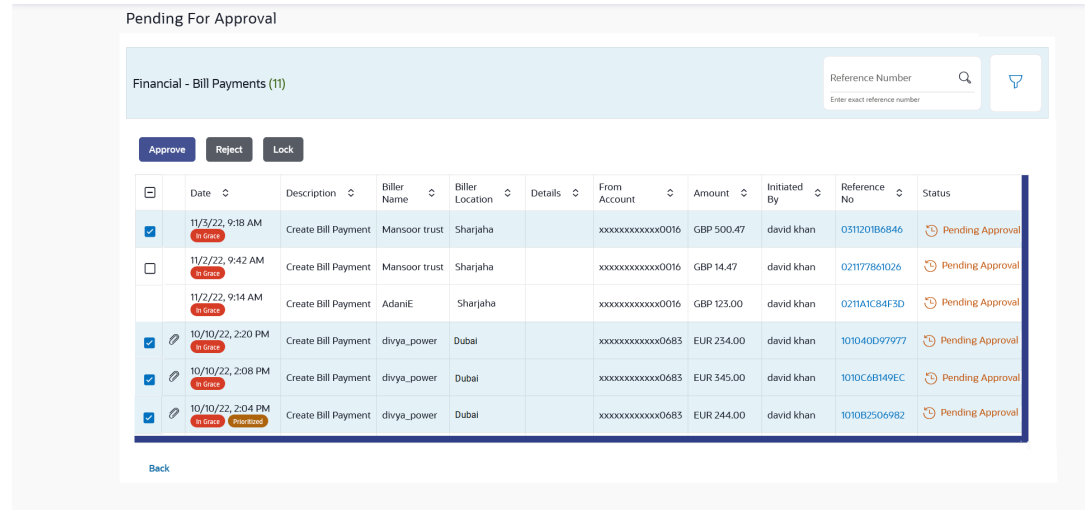 Pending For Approval
Financial - Bill Payments (11)
Reference Number
Enter exact reference number
Approve Reject Lock
Date Description Biller Name Biller Location Details From Account Amount Initiated By Reference No Status
11/3/22, 9:18 AM
In Grace
Create Bill Payment Mansoor trust Sharjaha xxxxxxxxxxxx0016 GBP 500.47 david khan 0311201B6846 Pending Approval
11/2/22, 9:42 AM
In Grace
Create Bill Payment Mansoor trust Sharjaha xxxxxxxxxxxx0016 GBP 14.47 david khan 021177861026 Pending Approval
11/2/22, 9:14 AM
In Grace
Create Bill Payment AdaniE Sharjaha xxxxxxxxxxxx0016 GBP 123.00 david khan 0211A1C84F3D Pending Approval
10/10/22, 2:20 PM
In Grace
Create Bill Payment divya_power Dubai xxxxxxxxxxxx0683 EUR 234.00 david khan 101040D97977 Pending Approval
10/10/22, 2:08 PM
In Grace
Create Bill Payment divya_power Dubai xxxxxxxxxxxx0683 EUR 345.00 david khan 1010C6B149EC Pending Approval
10/10/22, 2:04 PM
In Grace Prioritized
Create Bill Payment divya_power Dubai xxxxxxxxxxxx0683 EUR 244.00 david khan 1010B2506982 Pending Approval
Back